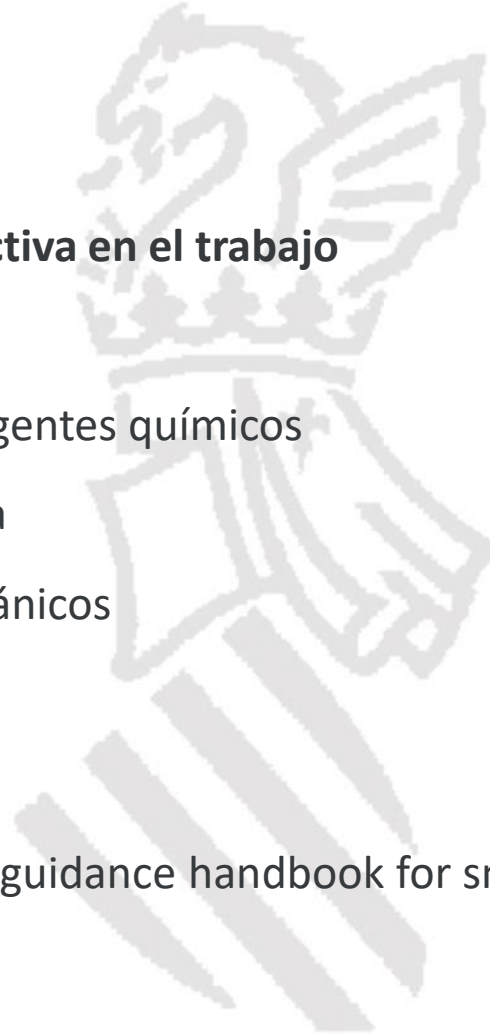 ctiva en el trabajo
gentes químicos
a
ánicos
guidance handbook for sr